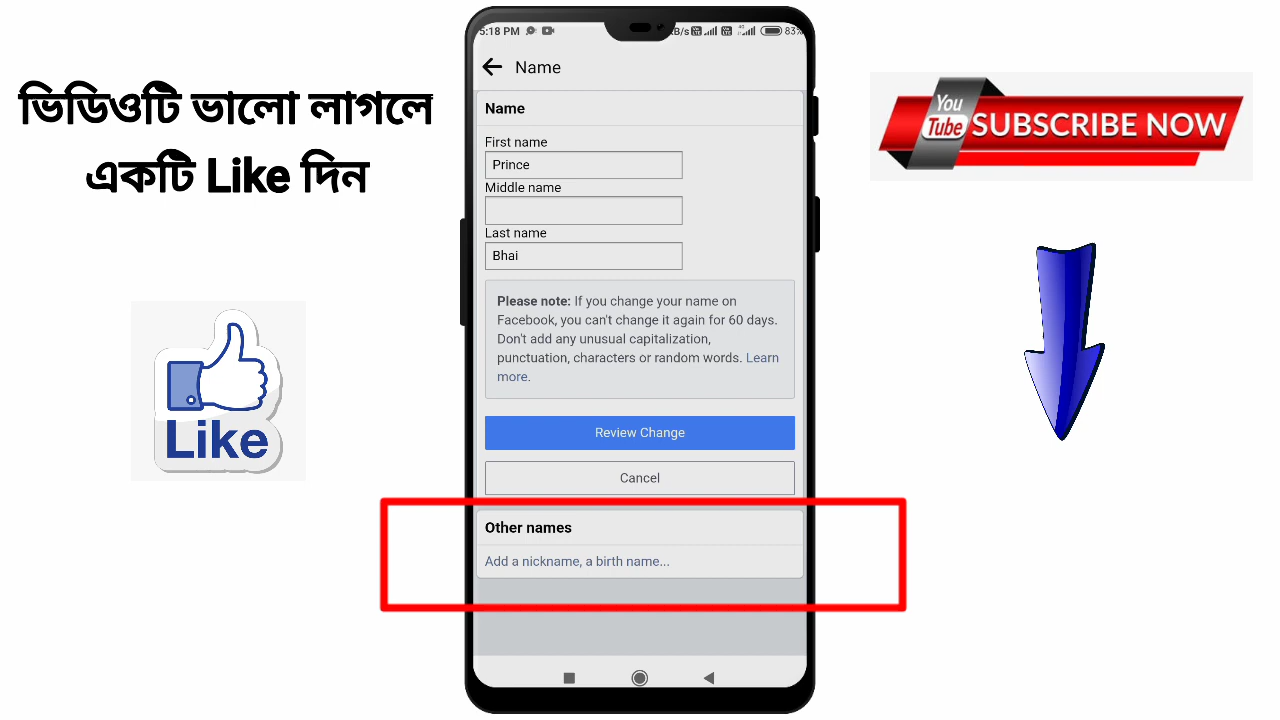 5:18 PM
KB/s
83%
Name
ভিডিওটি ভালো লাগলে
একটি Like দিন
Like
Name
First name
Prince
Middle name
Last name
Bhai
Please note: If you change your name on
Facebook, you can't change it again for 60 days.
Don't add any unusual capitalization,
punctuation, characters or random words. Learn
more.
Review Change
Cancel
Other names
Add a nickname, a birth name...
You
Tube SUBSCRIBE NOW